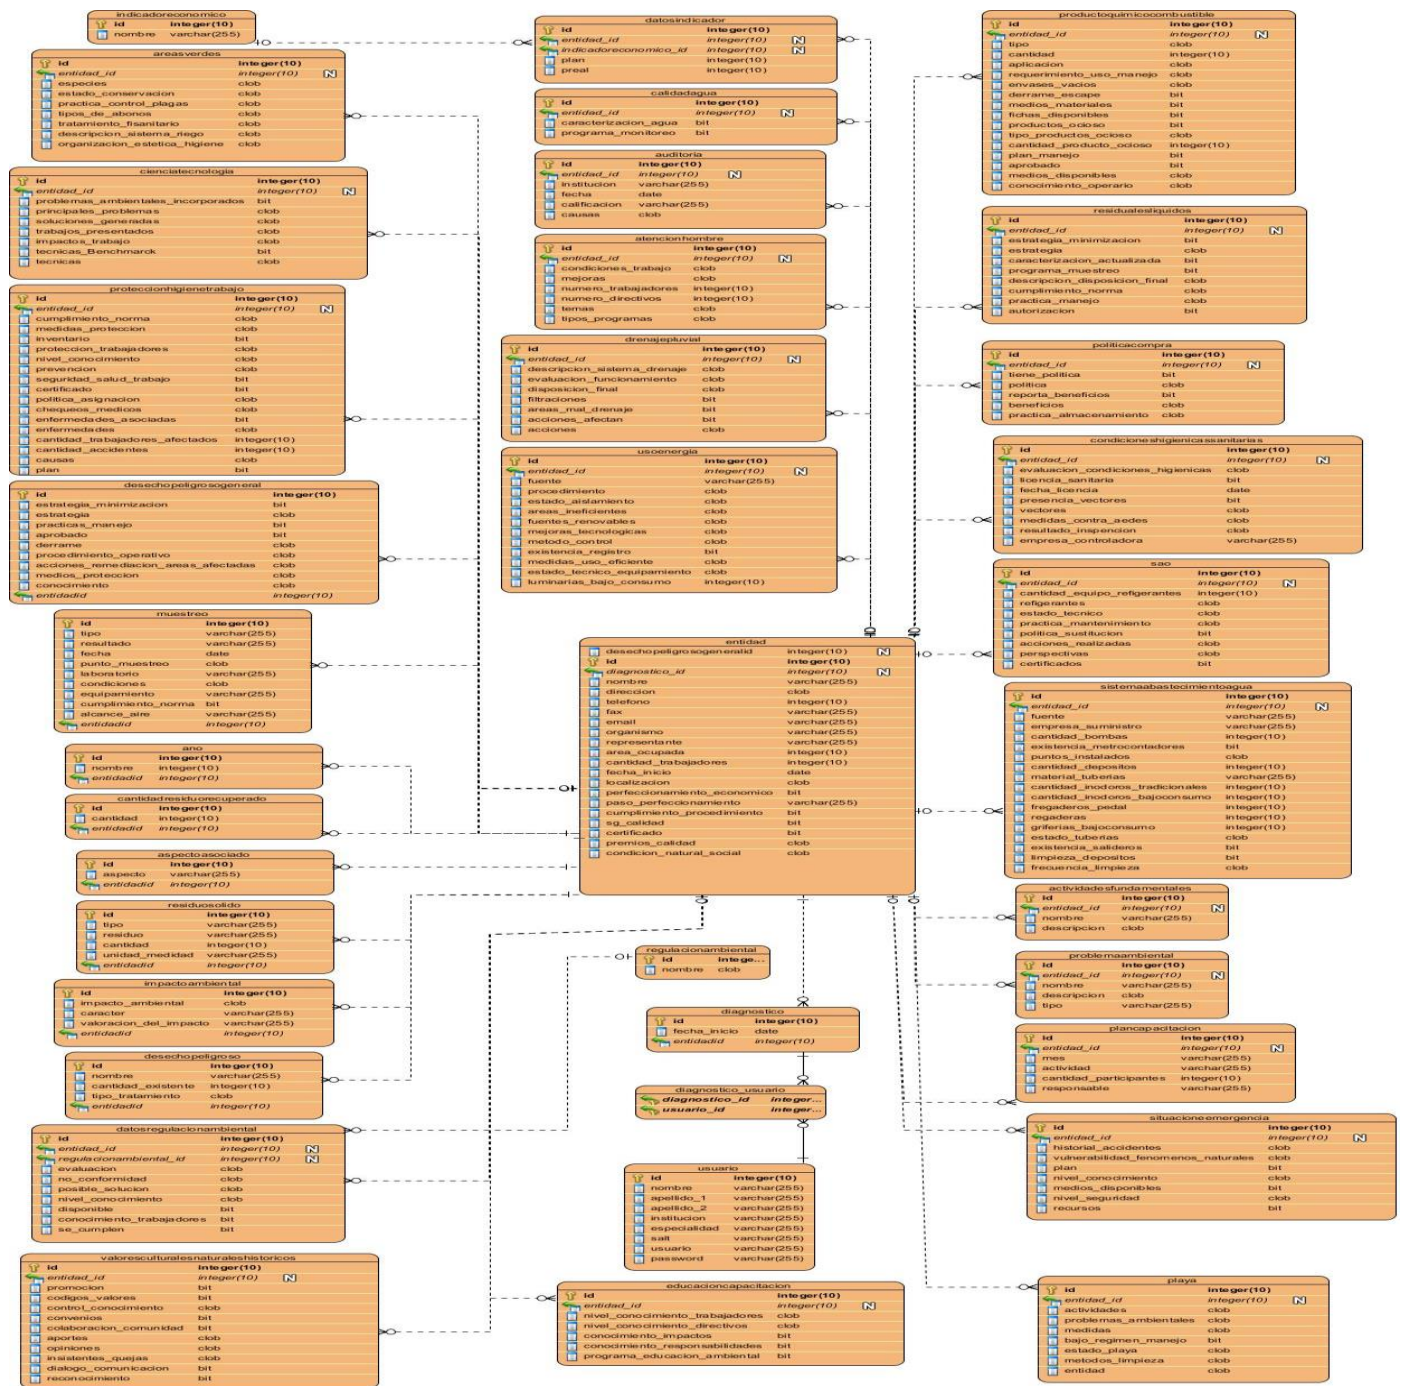 indicadoreconomico
id integer(10)
nombre varchar(255)
areasverdes
id integer(10)
entidad_id integer(10) N
especies clob
estado_conservacion clob
practica_control_plagas clob
tipos_de_abonos clob
tratamiento_fisanitario clob
descripcion_sistema_riego clob
organizacion_estetica_higiene clob
cienciatecnologia
id integer(10)
entidad_id integer(10) N
problemas_ambientales_incorporados bit
principales_problemas clob
soluciones_generadas clob
trabajos_presentados clob
impactos_trabajo clob
tecnicas_Benchmarck bit
tecnicas clob
proteccionhigienetrabajo
id integer(10)
entidad_id integer(10) N
cumplimiento_norma clob
medidas_proteccion clob
inventario bit
proteccion_trabajadores clob
nivel_conocimiento clob
prevencion clob
seguridad_salud_trabajo bit
certificado bit
politica_asignacion clob
chequeos_medicos clob
enfermedades_asociadas bit
enfermedades clob
cantidad_trabajadores_afectados integer(10)
cantidad_accidentes integer(10)
causas clob
plan bit
desechopeligrosogeneral
id integer(10)
estrategia_minimizacion bit
estrategia clob
practicas_manejo bit
aprobado bit
derrame clob
procedimiento_operativo clob
acciones_remediacion_areas_afectadas clob
medios_proteccion clob
conocimiento clob
entidadid integer(10)
muestreo
id integer(10)
tipo varchar(255)
resultado varchar(255)
fecha date
punto_muestreo clob
laboratorio varchar(255)
condiciones clob
equipamiento varchar(255)
cumplimiento_norma bit
alcance_aire varchar(255)
entidadid integer(10)
ano
id integer(10)
nombre integer(10)
entidadid integer(10)
cantidadresiduorecuperado
id integer(10)
cantidad integer(10)
entidadid integer(10)
aspectoasociado
id integer(10)
aspecto varchar(255)
entidadid integer(10)
residuosolido
id integer(10)
tipo varchar(255)
residuo varchar(255)
cantidad integer(10)
unidad_medidad varchar(255)
entidadid integer(10)
impactoambiental
id integer(10)
impacto_ambiental clob
caracter varchar(255)
valoracion_del_impacto varchar(255)
entidadid integer(10)
desechopeligroso
id integer(10)
nombre varchar(255)
cantidad_existente integer(10)
tipo_tratamiento clob
entidadid integer(10)
datosregulacionambiental
id integer(10)
entidad_id integer(10) N
regulacionambiental_id integer(10) N
evaluacion clob
no_conformidad clob
posible_solucion clob
nivel_conocimiento clob
disponible bit
conocimiento_trabajadores bit
se_cumplen bit
valoresculturalesnaturaleshistoricos
id integer(10)
entidad_id integer(10) N
promocion bit
codigos_valores bit
control_conocimiento clob
convenios bit
colaboracion_comunidad bit
aportes clob
opiniones clob
insistentes_quejas clob
dialogo_comunicacion bit
reconocimiento bit
datosindicador
id integer(10)
entidad_id integer(10) N
indicadoreconomico_id integer(10) N
plan integer(10)
preal integer(10)
calidadagua
id integer(10)
entidad_id integer(10) N
caracterizacion_agua bit
programa_monitoreo bit
auditoria
id integer(10)
entidad_id integer(10) N
institucion varchar(255)
fecha date
calificacion varchar(255)
causas clob
atencionhombre
id integer(10)
entidad_id integer(10) N
condiciones_trabajo clob
mejoras clob
numero_trabajadores integer(10)
numero_directivos integer(10)
temas clob
tipos_programas clob
drenajepluvial
id integer(10)
entidad_id integer(10) N
descripcion_sistema_drenaje clob
evaluacion_funcionamiento clob
disposicion_final clob
filtraciones bit
areas_mal_drenaje bit
acciones_afectan bit
acciones clob
usoenergia
id integer(10)
entidad_id integer(10) N
fuente varchar(255)
procedimiento clob
estado_aislamiento clob
areas_ineficientes clob
fuentes_renovables clob
mejoras_tecnologicas clob
metodo_control clob
existencia_registro bit
medidas_uso_eficiente clob
estado_tecnico_equipamiento clob
luminarias_bajo_consumo integer(10)
entidad
desechopeligrosogeneralid integer(10) N
id integer(10)
diagnostico_id integer(10) N
nombre varchar(255)
direccion clob
telefono integer(10)
fax varchar(255)
email varchar(255)
organismo varchar(255)
representante varchar(255)
area_ocupada integer(10)
cantidad_trabajadores integer(10)
fecha_inicio date
localizacion clob
perfeccionamiento_economico bit
paso_perfeccionamiento varchar(255)
cumplimiento_procedimiento bit
sg_calidad bit
certificado bit
premios_calidad clob
condicion_natural_social clob
regulacionambiental
id intege...
nombre clob
diagnostico
id integer(10)
fecha_inicio date
entidadid integer(10)
diagnostico_usuario
diagnostico_id integer...
usuario_id integer...
usuario
id integer(10)
nombre varchar(255)
apellido_1 varchar(255)
apellido_2 varchar(255)
institucion varchar(255)
especialidad varchar(255)
salt varchar(255)
usuario varchar(255)
password varchar(255)
educacioncapacitacion
id integer(10)
entidad_id integer(10) N
nivel_conocimiento_trabajadores clob
nivel_conocimiento_directivos clob
conocimiento_impactos bit
conocimiento_responsabilidades bit
programa_educacion_ambiental bit
productoquimicocombustible
id integer(10)
entidad_id integer(10) N
tipo clob
cantidad integer(10)
aplicacion clob
requerimiento_uso_manejo clob
envases_vacios clob
derrame_escape bit
medios_materiales bit
fichas_disponibles bit
productos_ocioso bit
tipo_productos_ocioso clob
cantidad_producto_ocioso integer(10)
plan_manejo bit
aprobado bit
medios_disponibles clob
conocimiento_operario clob
residualesliquidos
id integer(10)
entidad_id integer(10) N
estrategia_minimizacion bit
estrategia clob
caracterizacion_actualizada bit
programa_muestreo bit
descripcion_disposicion_final clob
cumplimiento_norma clob
practica_manejo clob
autorizacion bit
politicacompra
id integer(10)
entidad_id integer(10) N
tiene_politica bit
politica clob
reporta_beneficios bit
beneficios clob
practica_almacenamiento clob
condicioneshigienicassanitarias
id integer(10)
entidad_id integer(10) N
evaluacion_condiciones_higienicas clob
licencia_sanitaria bit
fecha_licencia date
presencia_vectores bit
vectores clob
medidas_contra_aedes clob
resultado_inspencion clob
empresa_controladora varchar(255)
sao
id integer(10)
entidad_id integer(10) N
cantidad_equipo_refrigerantes integer(10)
refigerantes clob
estado_tecnico clob
practica_mantenimiento clob
politica_sustitucion bit
acciones_realizadas clob
perspectivas clob
certificados bit
sistemaabastecimientoagua
id integer(10)
entidad_id integer(10) N
fuente varchar(255)
empresa_suministro varchar(255)
cantidad_bombas integer(10)
existencia_metrocontadores bit
puntos_instalados clob
cantidad_depositos integer(10)
material_tuberias varchar(255)
cantidad_inodoros_tradicionales integer(10)
cantidad_inodoros_bajoconsumo integer(10)
fregaderos_pedal integer(10)
regaderas integer(10)
griferias_bajoconsumo integer(10)
estado_tuberias clob
existencia_salideros bit
limpieza_depositos bit
frecuencia_limpieza clob
actividadesfundamentales
id integer(10)
entidad_id integer(10) N
nombre varchar(255)
descripcion clob
problemaambiental
id integer(10)
entidad_id integer(10) N
nombre varchar(255)
descripcion clob
tipo varchar(255)
plancapacitacion
id integer(10)
entidad_id integer(10) N
mes varchar(255)
actividad varchar(255)
cantidad_participantes integer(10)
responsable varchar(255)
situacionemergencia
id integer(10)
entidad_id integer(10) N
historial_accidentes clob
vulnerabilidad_fenomenos_naturales clob
plan bit
nivel_conocimiento clob
medios_disponibles bit
nivel_seguridad clob
recursos bit
playa
id integer(10)
entidad_id integer(10) N
actividades clob
problemas_ambientales clob
medidas clob
bajo_regimen_manejo bit
estado_playa clob
metodos_limpieza clob
entidad clob